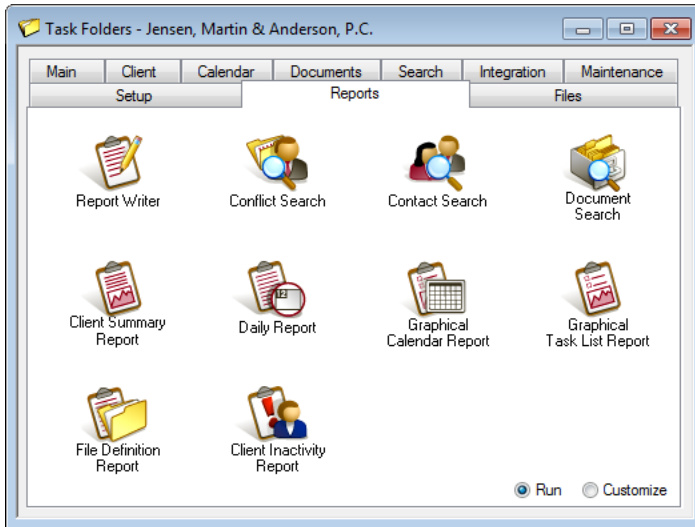 Task Folders - Jensen, Martin & Anderson, P.C.
Main Client Calendar Documents Search Integration Maintenance
Setup Reports Files
Report Writer Conflict Search Contact Search Document
Search
12
Client Summary Daily Report Graphical Graphical
Report Calendar Report Task List Report
File Definition Client Inactivity
Report Report
Run Customize